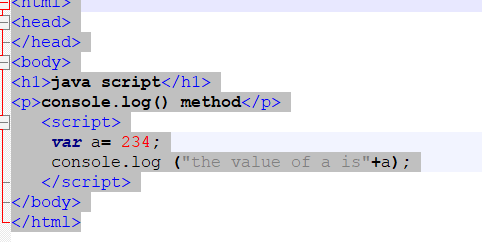 <html>
<head>
</head>
<body>
<h1>java script</h1>
<p>console.log() method</p>
<script>
var a= 234;
console.log ("the value of a is"+a);
</script>
</body>
</html>